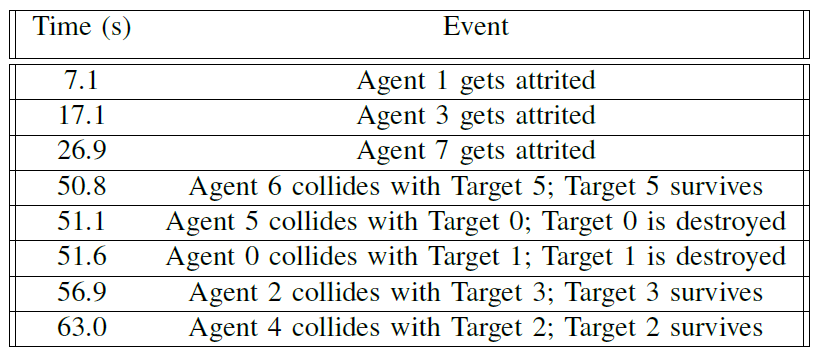 Time (s) Event
7.1 Agent 1 gets attrited
17.1 Agent 3 gets attrited
26.9 Agent 7 gets attrited
50.8 Agent 6 collides with Target 5; Target 5 survives
51.1 Agent 5 collides with Target 0; Target 0 is destroyed
51.6 Agent 0 collides with Target 1; Target 1 is destroyed
56.9 Agent 2 collides with Target 3; Target 3 survives
63.0 Agent 4 collides with Target 2; Target 2 survives